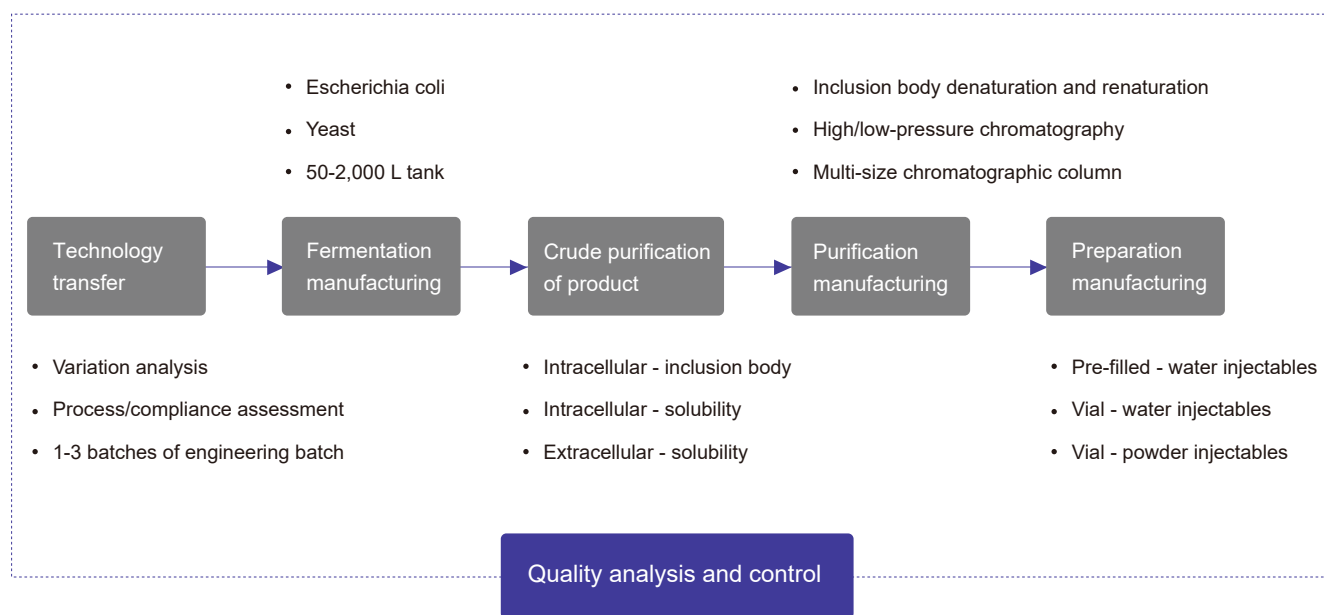 • Escherichia coli
• Yeast
• 50-2,000 L tank
• Inclusion body denaturation and renaturation
• High/low-pressure chromatography
• Multi-size chromatographic column
Technology
transfer
Fermentation
manufacturing
Crude purification
of product
Purification
manufacturing
Preparation
manufacturing
• Variation analysis
• Process/compliance assessment
• 1-3 batches of engineering batch
• Intracellular - inclusion body
• Intracellular - solubility
• Extracellular - solubility
• Pre-filled - water injectables
• Vial - water injectables
• Vial - powder injectables
Quality analysis and control